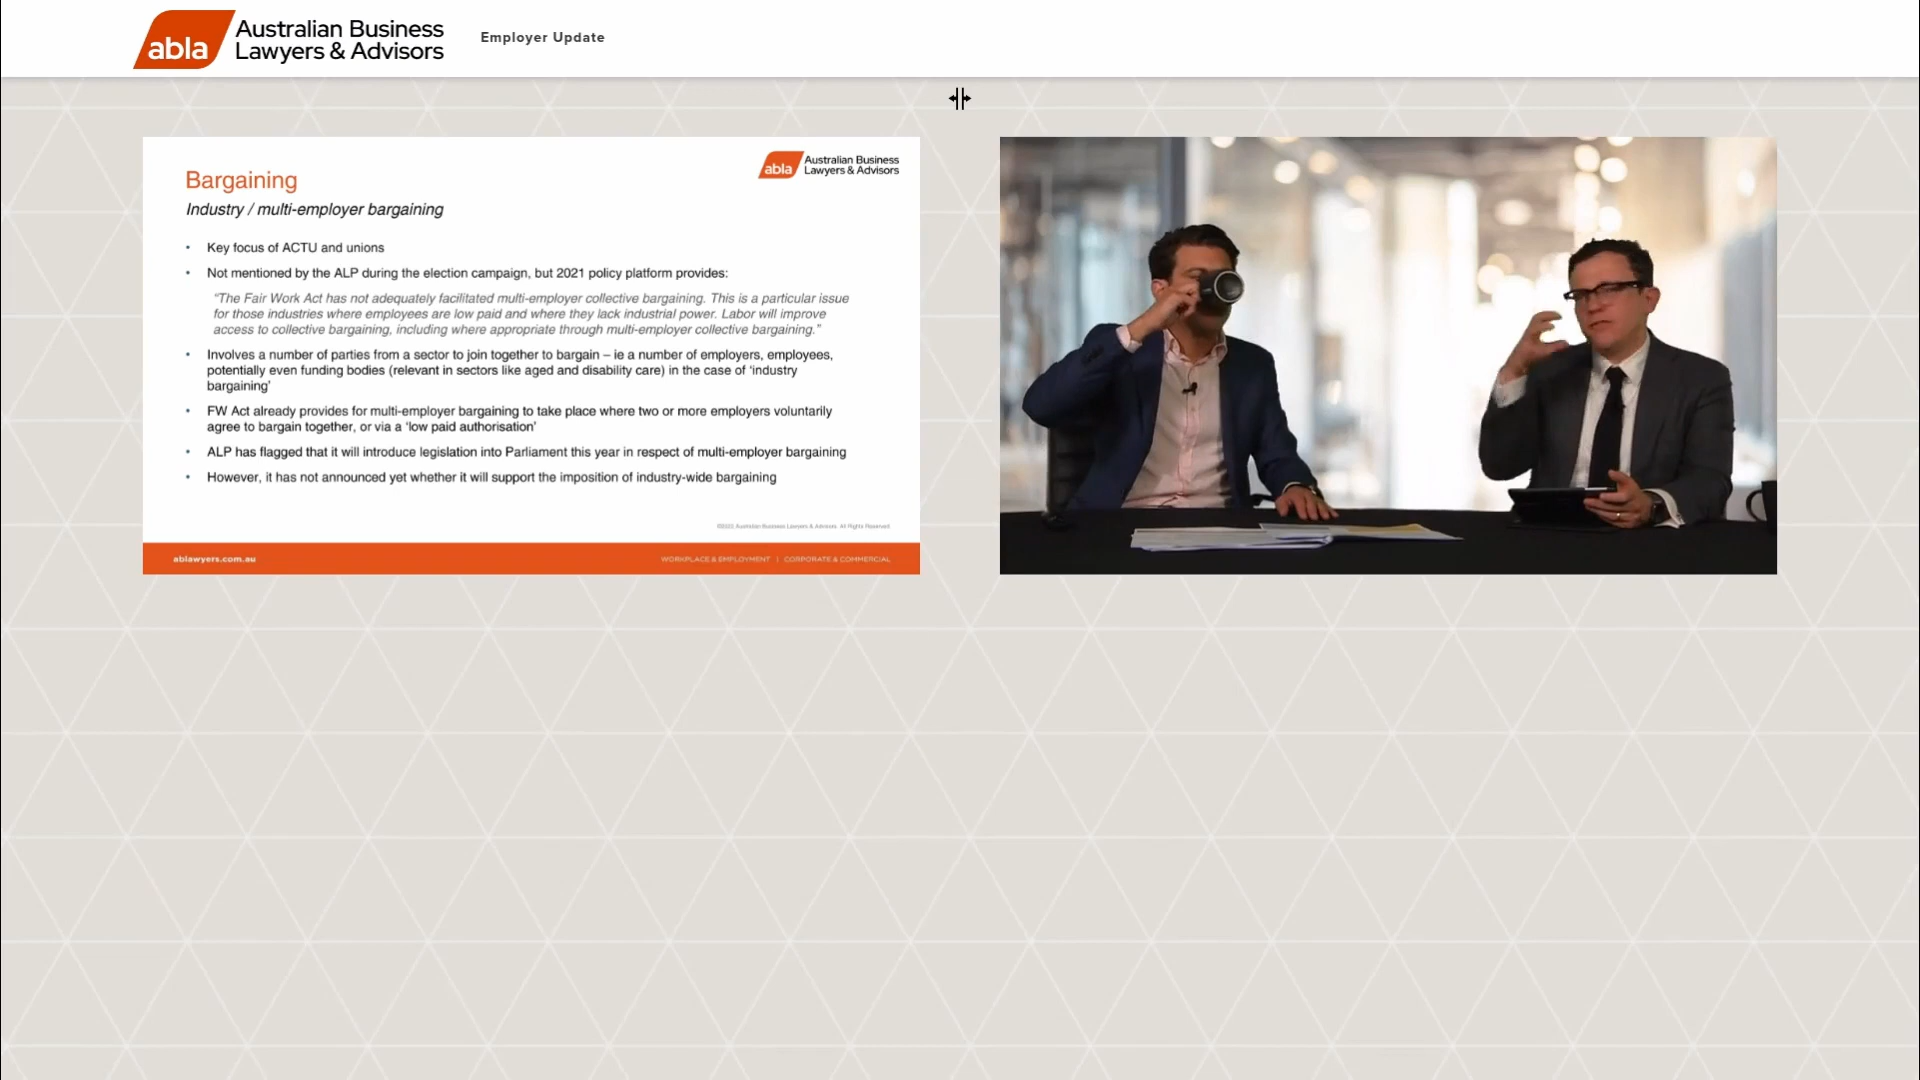 abla Australian Business
Lawyers & Advisors
Employer Update
abla Australian Business
Lawyers & Advisors
Bargaining
Industry / multi-employer bargaining
• Key focus of ACTU and unions
• Not mentioned by the ALP during the election campaign, but 2021 policy platform provides:
“The Fair Work Act has not adequately facilitated multi-employer collective bargaining. This is a particular issue
for those industries where employees are low paid and where they lack industrial power. Labor will improve
access to collective bargaining, including where appropriate through multi-employer collective bargaining.”
• Involves a number of parties from a sector to join together to bargain – ie a number of employers, employees,
potentially even funding bodies (relevant in sectors like aged and disability care) in the case of ‘industry
bargaining’
• FW Act already provides for multi-employer bargaining to take place where two or more employers voluntarily
agree to bargain together, or via a ‘low paid authorisation’
• ALP has flagged that it will introduce legislation into Parliament this year in respect of multi-employer bargaining
• However, it has not announced yet whether it will support the imposition of industry-wide bargaining
Australian Business Lawyers & Advisors. All Rights Reserved.
ablawyers.com.au
WORKPLACE & EMPLOYMENT | CORPORATE & COMMERCIAL